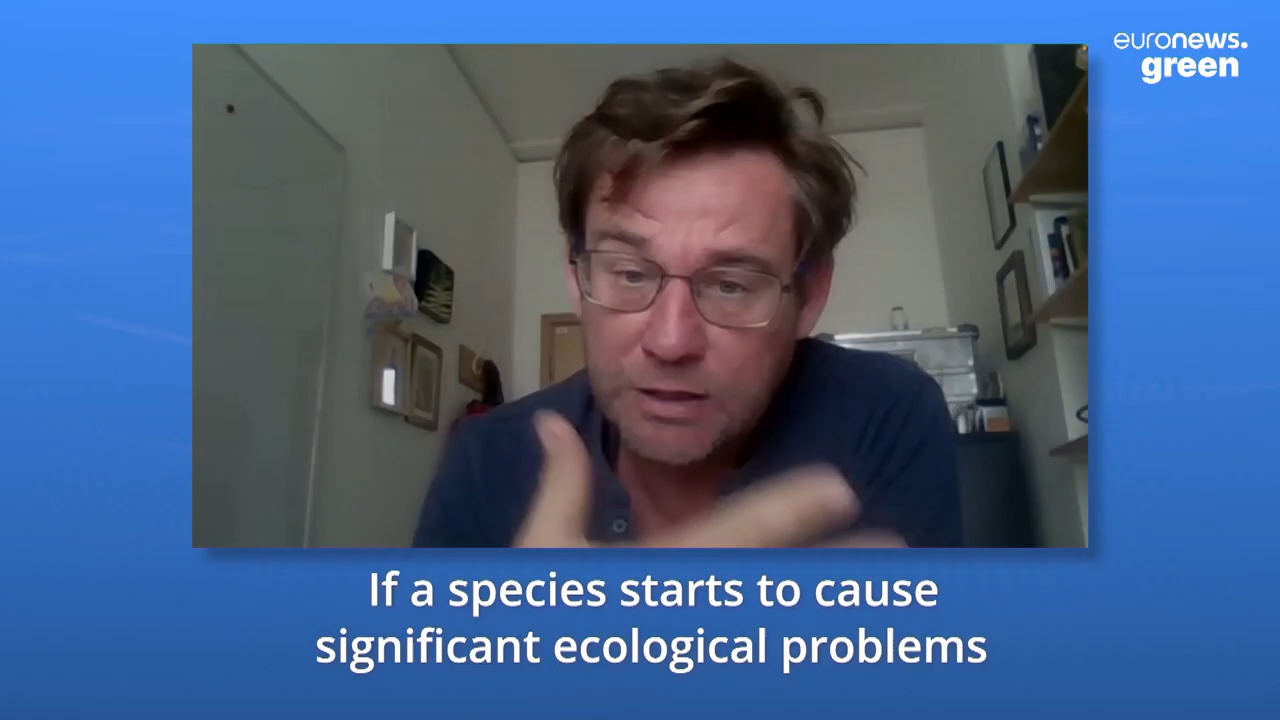 euronews.
green
If a species starts to cause
significant ecological problems